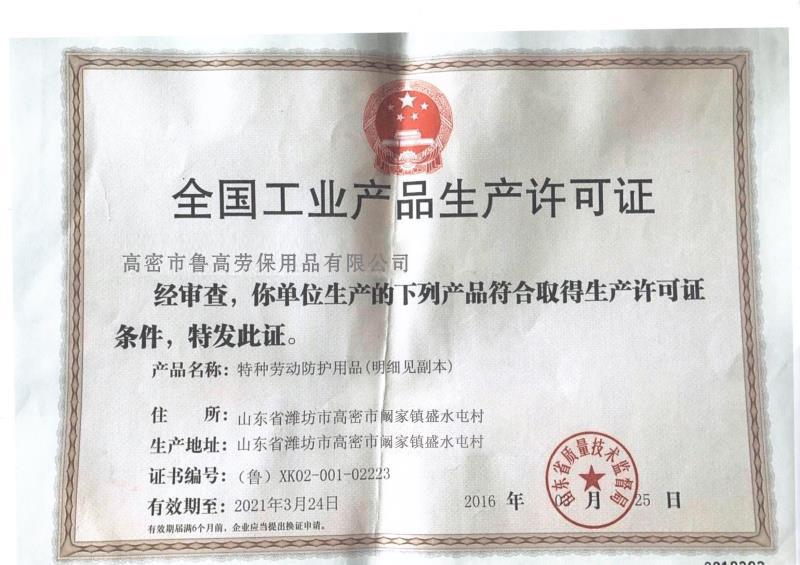 全国工业产品生产许可证
高密市鲁高劳保用品有限公司
经审查，你单位生产的下列产品符合取得生产许可证
条件，特发此证。
产品名称：特种劳动防护用品(明细见副本)
住 所：山东省潍坊市高密市阚家镇盛水屯村
生产地址：山东省潍坊市高密市阚家镇盛水屯村
证书编号：（鲁）XK02-001-02223
有效期至：2021年3月24日
2016 年 月 25 日
有效期届满6个月前，企业应当提出换证申请。
山东省质量技术监督局